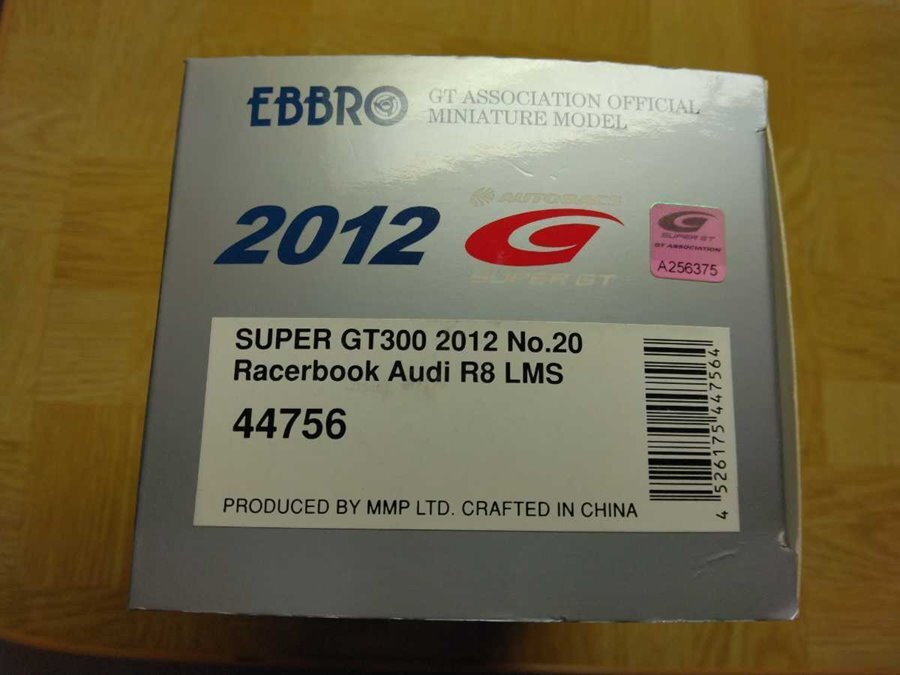 EBBRO
GT ASSOCIATION OFFICIAL
MINIATURE MODEL
2012
AUTOBACS
SUPER GT
SUPER GT
GT ASSOCIATION
A256375
SUPER GT300 2012 No.20
Racerbook Audi R8 LMS
44756
PRODUCED BY MMP LTD. CRAFTED IN CHINA
4 526175 447564